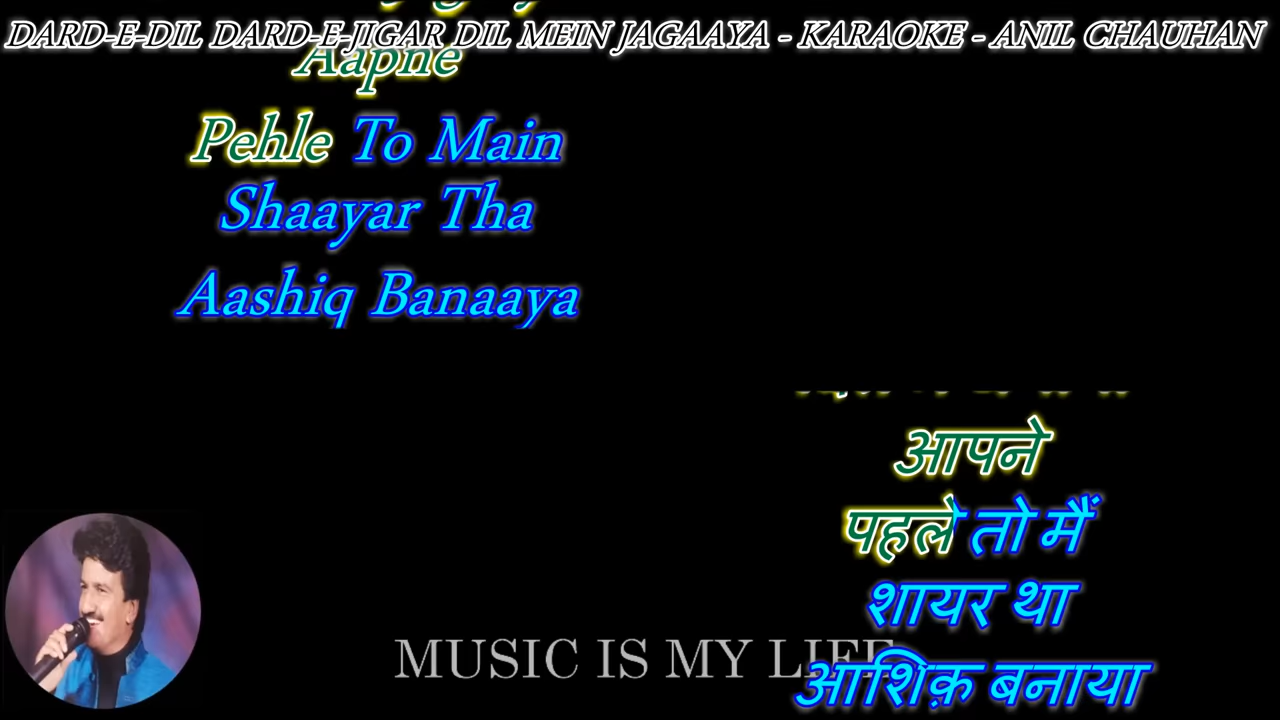 DARD-E-DIL DARD-E-JIGAR DIL MEIN JAGAAYA - KARAOKE - ANIL CHAUHAN
Aapne
Pehle To Main
Shaayar Tha
Aashiq Banaaya
आपने
पहले तो मैं
शायर था
MUSIC IS MY LIFE
आशिक़ बनाया